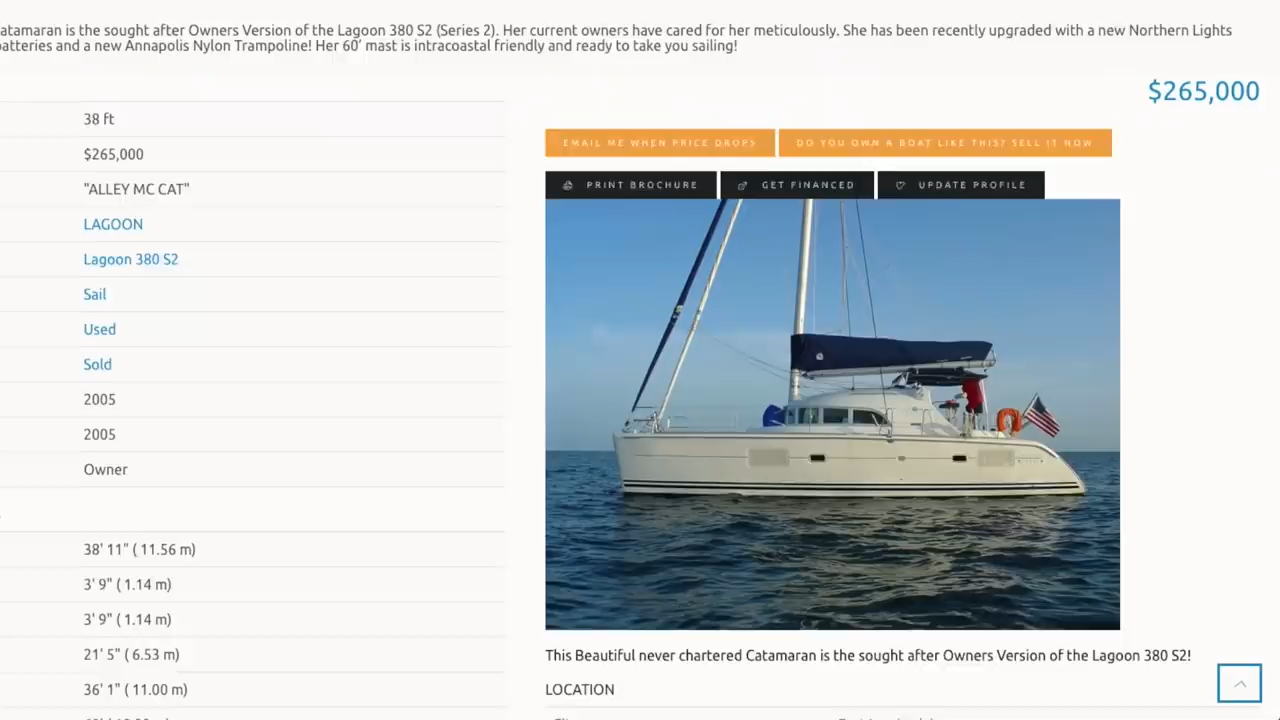 atamaran is the sought after Owners Version of the Lagoon 380 S2 (Series 2). Her current owners have cared for her meticulously. She has been recently upgraded with a new Northern Lights
batteries and a new Annapolis Nylon Trampoline! Her 60' mast is intracoastal friendly and ready to take you sailing!
$265,000
38 ft
$265,000
"ALLEY MC CAT"
LAGOON
Lagoon 380 S2
Sail
Used
Sold
2005
2005
Owner
38' 11" ( 11.56 m)
3' 9" ( 1.14 m)
3' 9" ( 1.14 m)
21' 5" ( 6.53 m)
36' 1" ( 11.00 m)
EMAIL ME WHEN PRICE DROPS DO YOU OWN A BOAT LIKE THIS? SELL IT NOW
PRINT BROCHURE GET FINANCED UPDATE PROFILE
This Beautiful never chartered Catamaran is the sought after Owners Version of the Lagoon 380 S2!
LOCATION